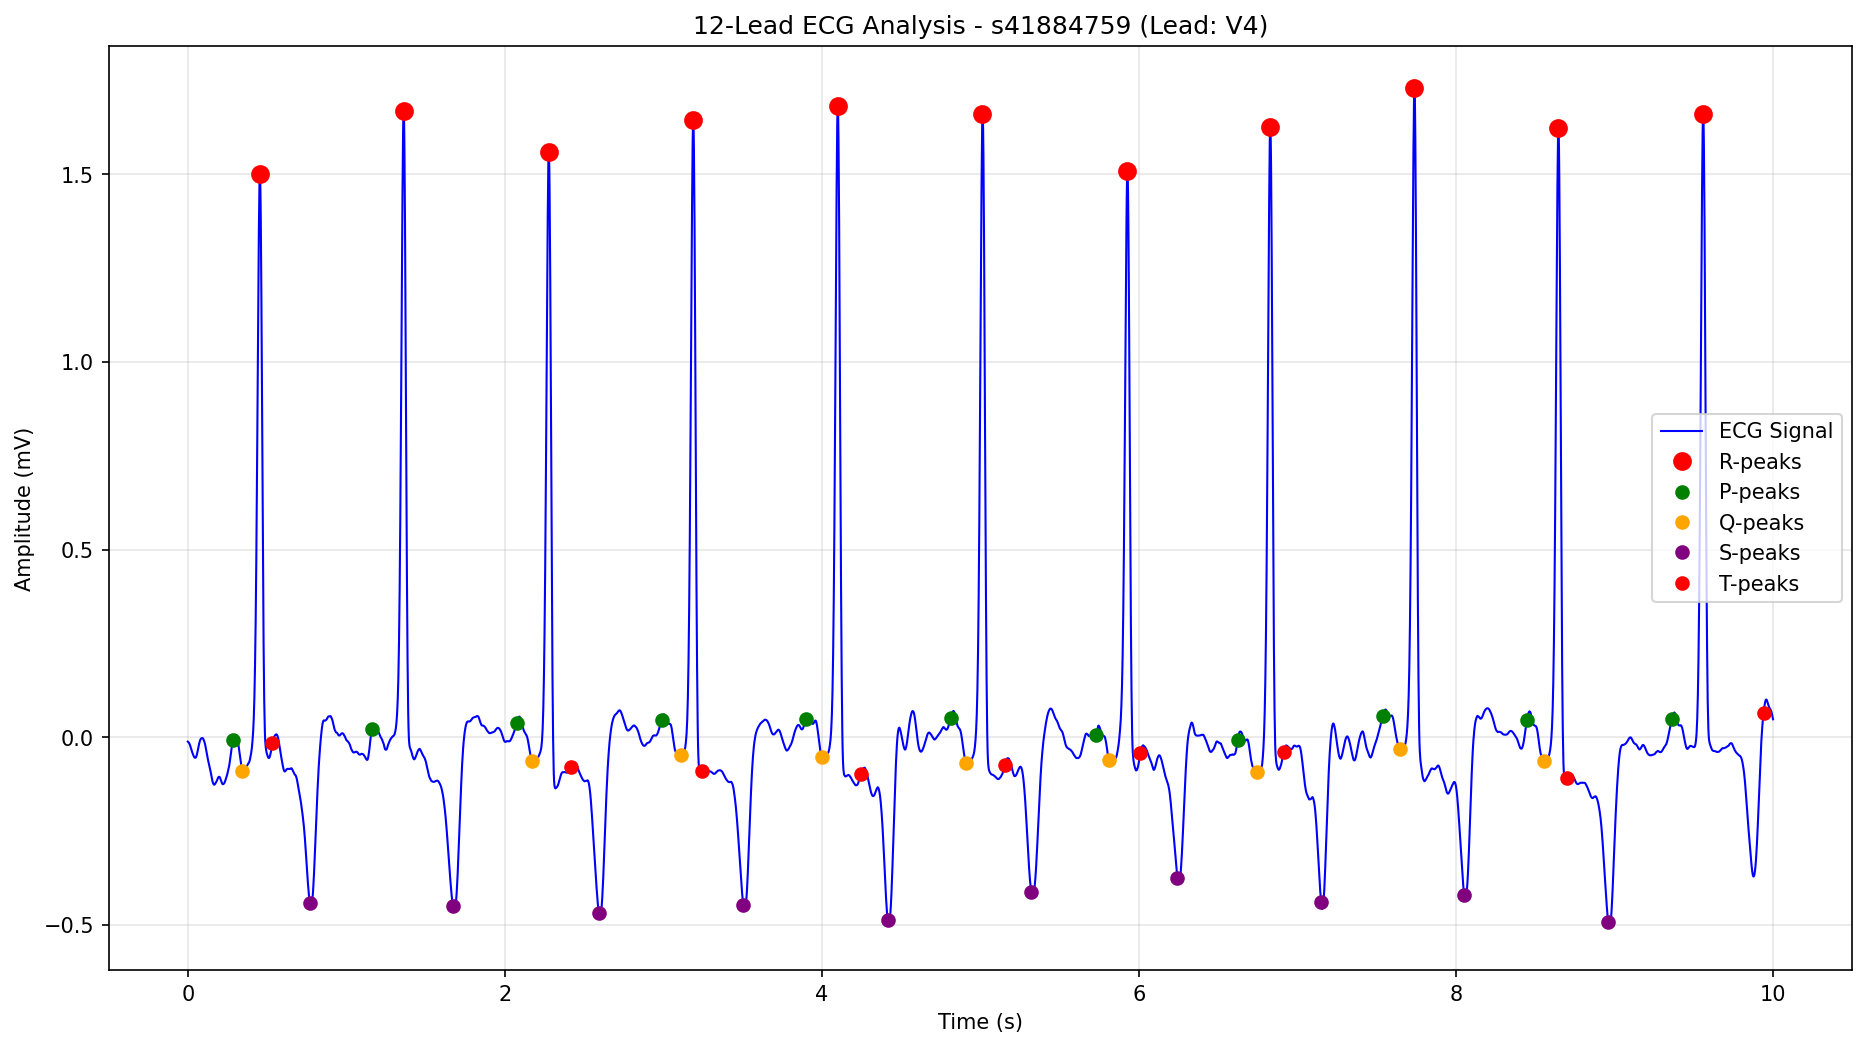 12-Lead ECG Analysis - s41884759 (Lead: V4)
Amplitude (mV)
1.5
1.0
0.5
0.0
−0.5
0 2 4 6 8 10
Time (s)
ECG Signal
R-peaks
P-peaks
Q-peaks
S-peaks
T-peaks